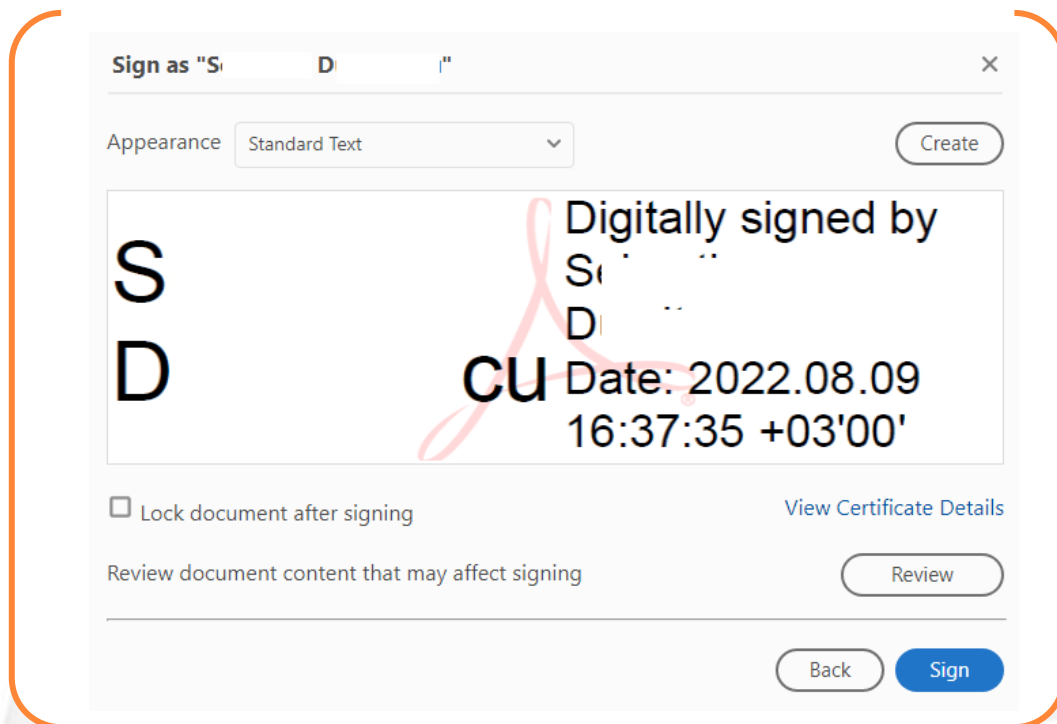 Sign as "S D "
Appearance Standard Text Create
S
D cu
Digitally signed by
S
D
Date: 2022.08.09
16:37:35 +03'00'
Lock document after signing
View Certificate Details
Review document content that may affect signing Review
Back Sign